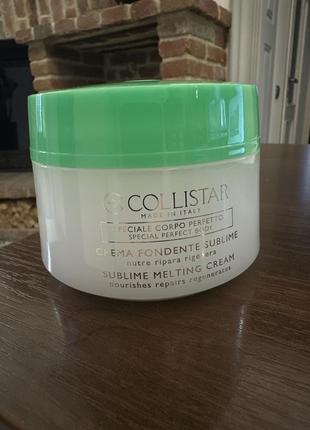 COLLISTAR
MADE IN ITALY
SPECIALE CORPO PERFETTO
SPECIAL PERFECT BODY
CREMA FONDENTE SUBLIME
nutre ripara rigenera
SUBLIME MELTING CREAM
nourishes repairs regenerates